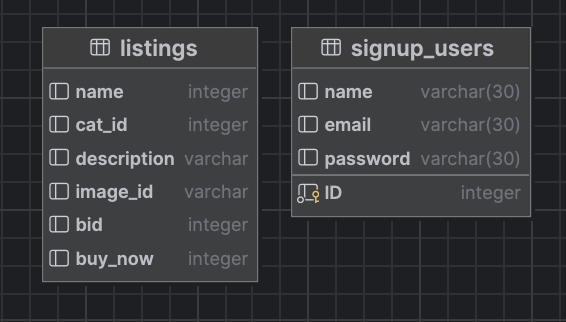 listings
name integer
cat_id integer
description varchar
image_id varchar
bid integer
buy_now integer
signup_users
name varchar(30)
email varchar(30)
password varchar(30)
ID integer